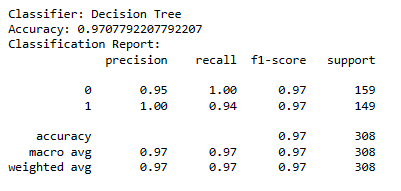 Classifier: Decision Tree
Accuracy: 0.9707792207792207
Classification Report:
precision recall f1-score support
0 0.95 1.00 0.97 159
1 1.00 0.94 0.97 149
accuracy 0.97 308
macro avg 0.97 0.97 0.97 308
weighted avg 0.97 0.97 0.97 308